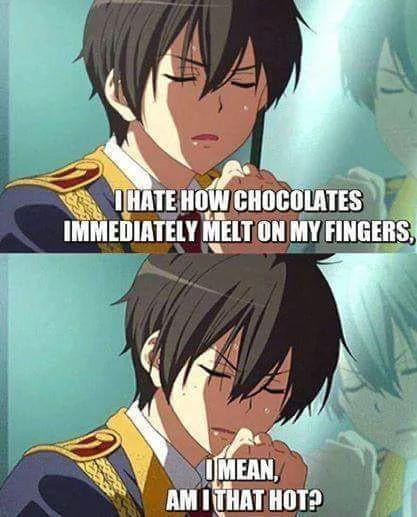 I HATE HOW CHOCOLATES
IMMEDIATELY MELT ON MY FINGERS,
I MEAN,
AM I THAT HOT?